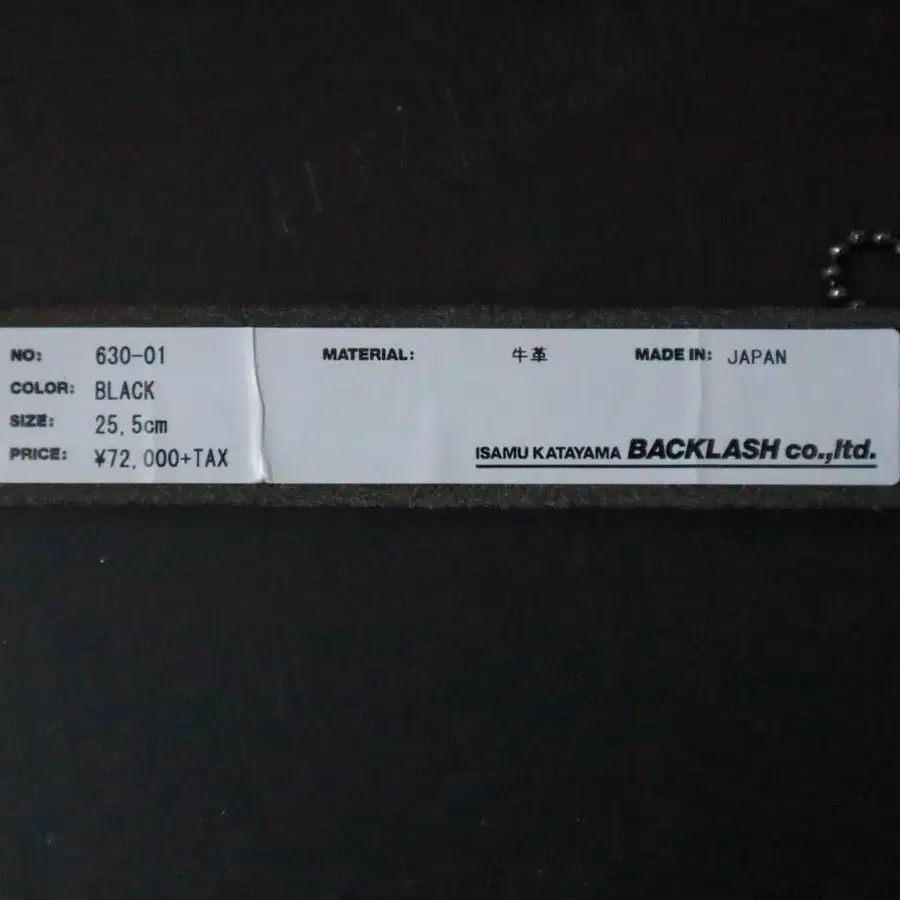 NO: 630-01 MATERIAL: 牛革 MADE IN: JAPAN
COLOR: BLACK
SIZE: 25,5cm
PRICE: ¥72,000+TAX ISAMU KATAYAMA BACKLASH co.,ltd.